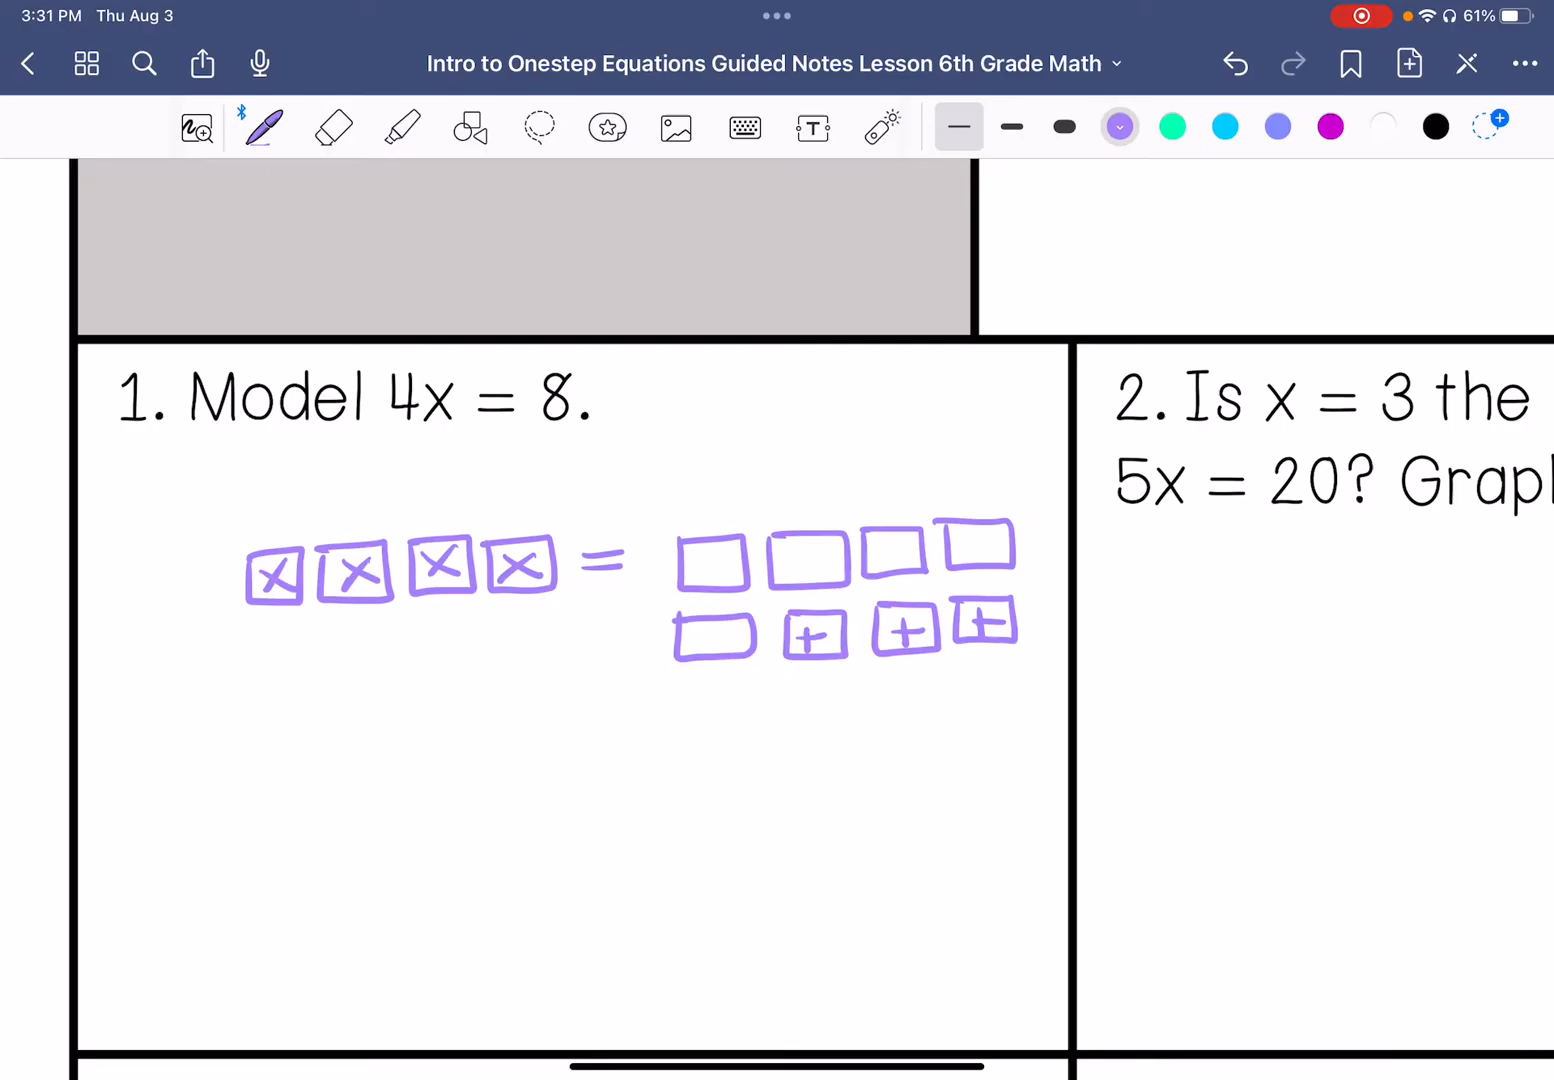 3:31 PM Thu Aug 3
61%
Intro to Onestep Equations Guided Notes Lesson 6th Grade Math
T
1. Model 4x = 8.
x x x x =
+ + +
2. Is x = 3 the
5x = 20? Grap